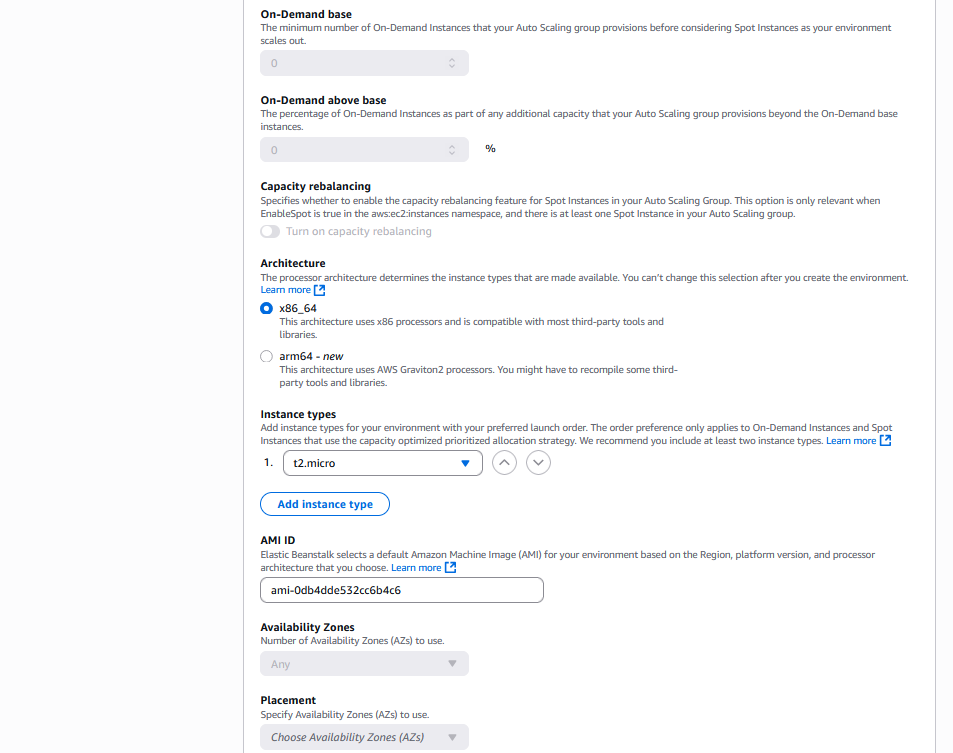 On-Demand base
The minimum number of On-Demand Instances that your Auto Scaling group provisions before considering Spot Instances as your environment
scales out.
0
On-Demand above base
The percentage of On-Demand Instances as part of any additional capacity that your Auto Scaling group provisions beyond the On-Demand base
instances.
0 %
Capacity rebalancing
Specifies whether to enable the capacity rebalancing feature for Spot Instances in your Auto Scaling Group. This option is only relevant when
EnableSpot is true in the aws:ec2:instances namespace, and there is at least one Spot Instance in your Auto Scaling group.
Turn on capacity rebalancing
Architecture
The processor architecture determines the instance types that are made available. You can't change this selection after you create the environment.
Learn more
x86_64
This architecture uses x86 processors and is compatible with most third-party tools and
libraries.
arm64 - new
This architecture uses AWS Graviton2 processors. You might have to recompile some third-
party tools and libraries.
Instance types
Add instance types for your environment with your preferred launch order. The order preference only applies to On-Demand Instances and Spot
Instances that use the capacity optimized prioritized allocation strategy. We recommend you include at least two instance types. Learn more
1. t2.micro
Add instance type
AMI ID
Elastic Beanstalk selects a default Amazon Machine Image (AMI) for your environment based on the Region, platform version, and processor
architecture that you choose. Learn more
ami-0db4dde532cc6b4c6
Availability Zones
Number of Availability Zones (AZs) to use.
Any
Placement
Specify Availability Zones (AZs) to use.
Choose Availability Zones (AZs)